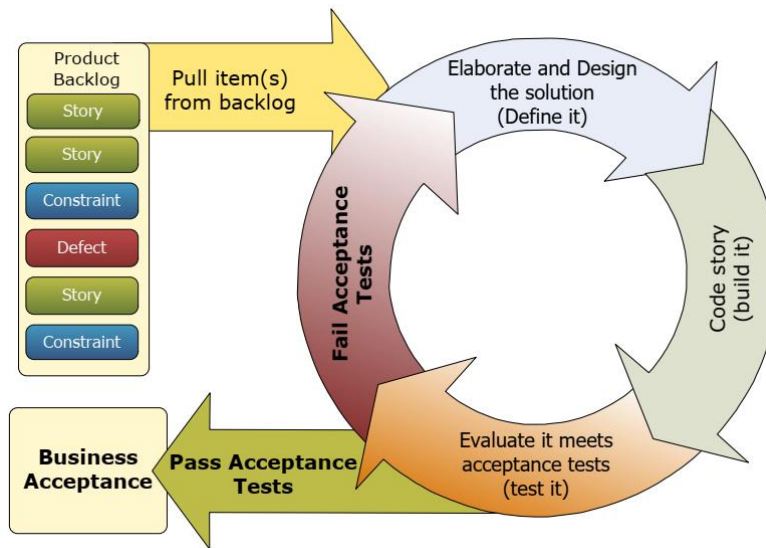 Product
Backlog
Story
Story
Constraint
Defect
Story
Constraint
Pull item(s)
from backlog
Elaborate and Design
the solution
(Define it)
Code story
(build it)
Evaluate it meets
acceptance tests
(test it)
Fail Acceptance
Tests
Pass Acceptance
Tests
Business
Acceptance